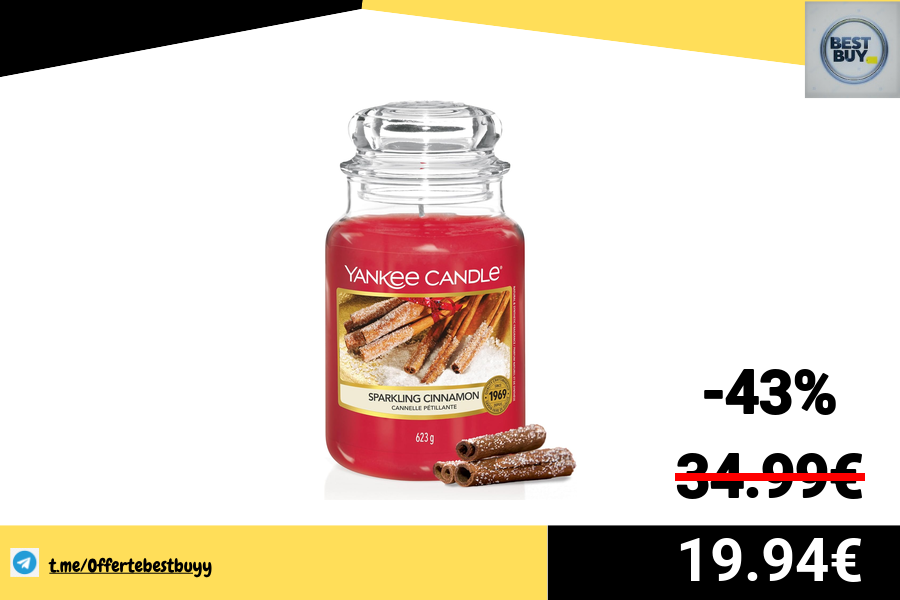 BEST
BUY
YANKEE CANDLE®
SPARKLING CINNAMON
CANNELLE PÉTILLANTE
1969
623 g
-43%
34.99€
19.94€
t.me/Offertebestbuyy